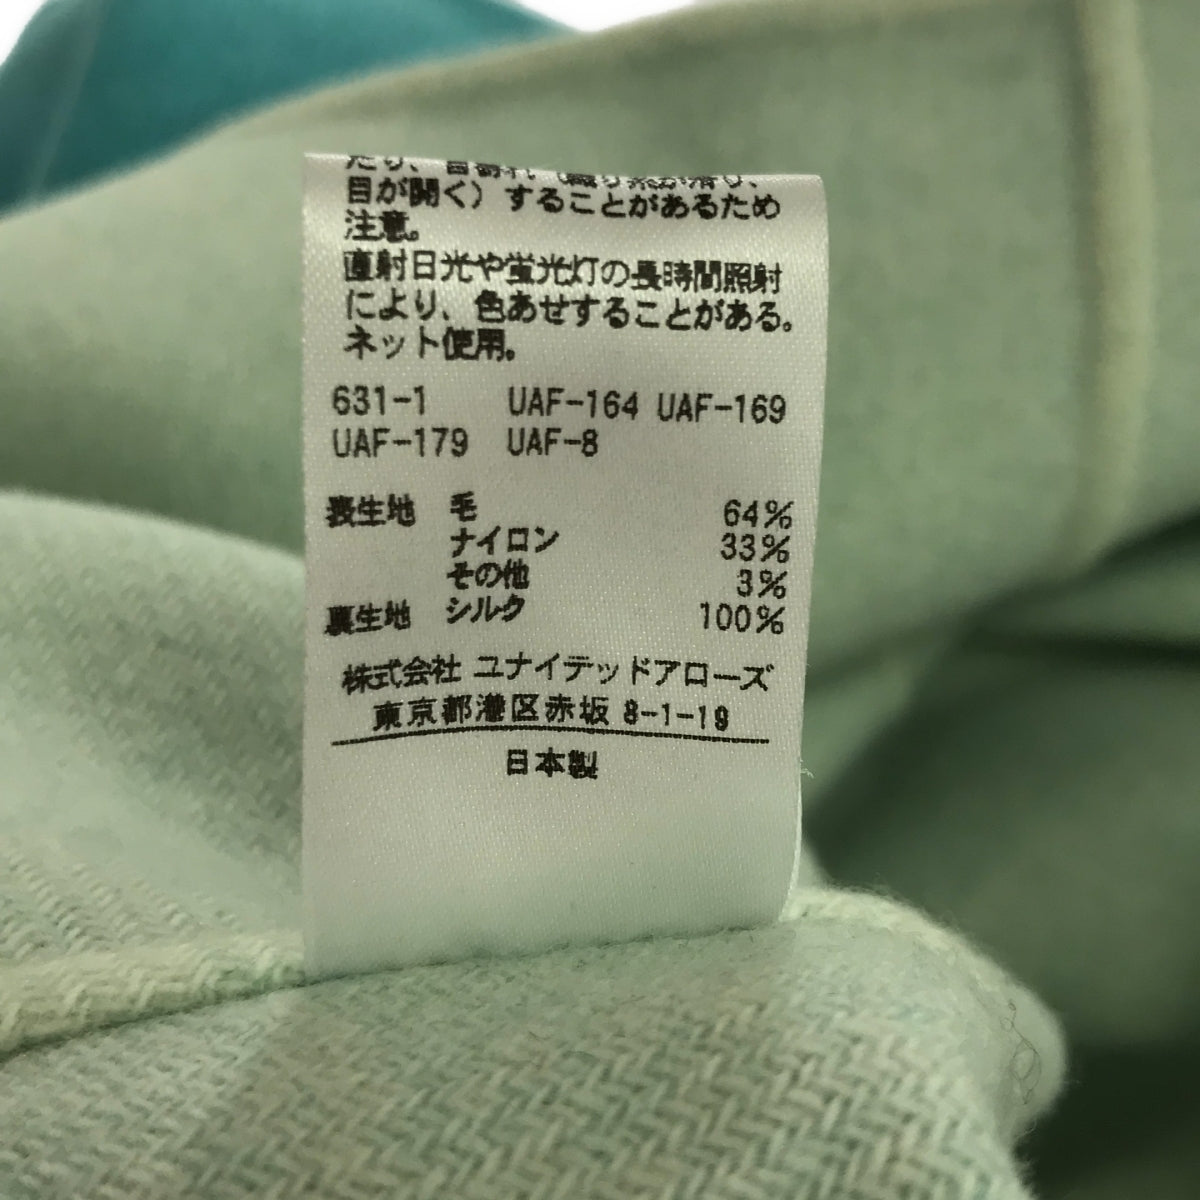 目が開く）することがあるため
注意。
直射日光や蛍光灯の長時間照射
により、色あせすることがある。
ネット使用。
631-1 UAF-164 UAF-169
UAF-179 UAF-8
表生地 毛 64%
ナイロン 33%
その他 3%
裏生地 シルク 100%
株式会社 ユナイテッドアローズ
東京都港区赤坂 8-1-19
日本製